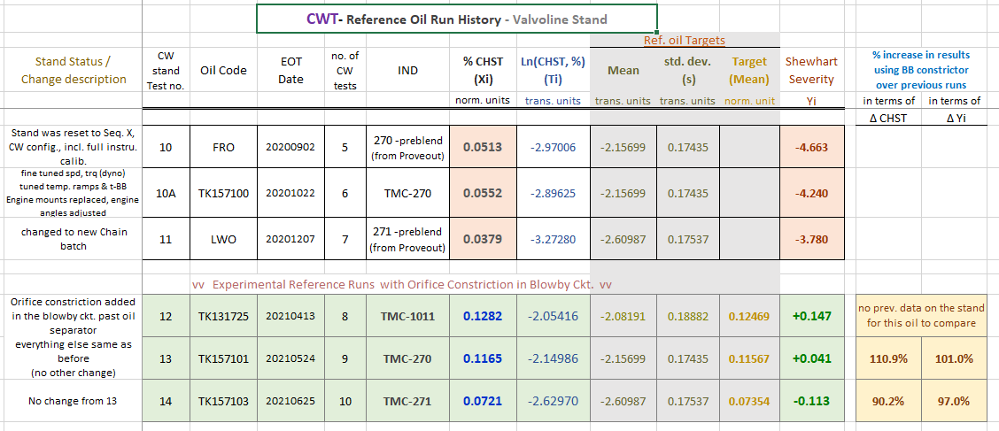 CWT- Reference Oil Run History - Valvoline Stand
Ref. oil Targets
Stand Status / Change description
CW stand Test no.
Oil Code
EOT Date
no. of CW tests
IND
% CHST (Xi)
norm. units
Ln(CHST, %) (Ti)
trans. units
Mean
trans. units
std. dev. (s)
trans. units
Target (Mean)
norm. unit
Shewhart Severity
Yi
% increase in results
using BB constrictor
over previous runs
in terms of Δ CHST
in terms of Δ Yi
Stand was reset to Seq. X,
CW config., incl. full instru.
calib.
10 FRO 20200902 5 270 -preblend (from Proveout) 0.0513 -2.97006 -2.15699 0.17435 -4.663
fine tuned spd, trq (dyno)
tuned temp. ramps & t-BB
Engine mounts replaced, engine
angles adjusted
10A TK157100 20201022 6 TMC-270 0.0552 -2.89625 -2.15699 0.17435 -4.240
changed to new Chain
batch
11 LWO 20201207 7 271 -preblend (from Proveout) 0.0379 -3.27280 -2.60987 0.17537 -3.780
vv Experimental Reference Runs with Orifice Constriction in Blowby Ckt. vv
Orifice constriction added
in the blowby ckt. past oil
separator
12 TK131725 20210413 8 TMC-1011 0.1282 -2.05416 -2.08191 0.18882 0.12469 +0.147 no prev. data on the stand for this oil to compare
everything else same as
before
(no other change)
13 TK157101 20210524 9 TMC-270 0.1165 -2.14986 -2.15699 0.17435 0.11567 +0.041 110.9% 101.0%
No change from 13
14 TK157103 20210625 10 TMC-271 0.0721 -2.62970 -2.60987 0.17537 0.07354 -0.113 90.2% 97.0%